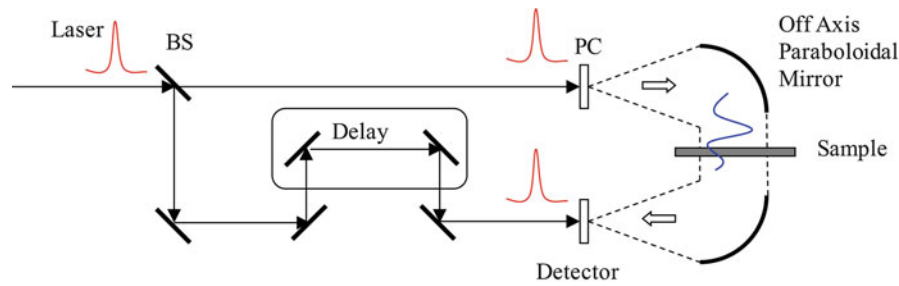 Laser
BS
PC
Off Axis
Paraboloidal
Mirror
Delay
Sample
Detector